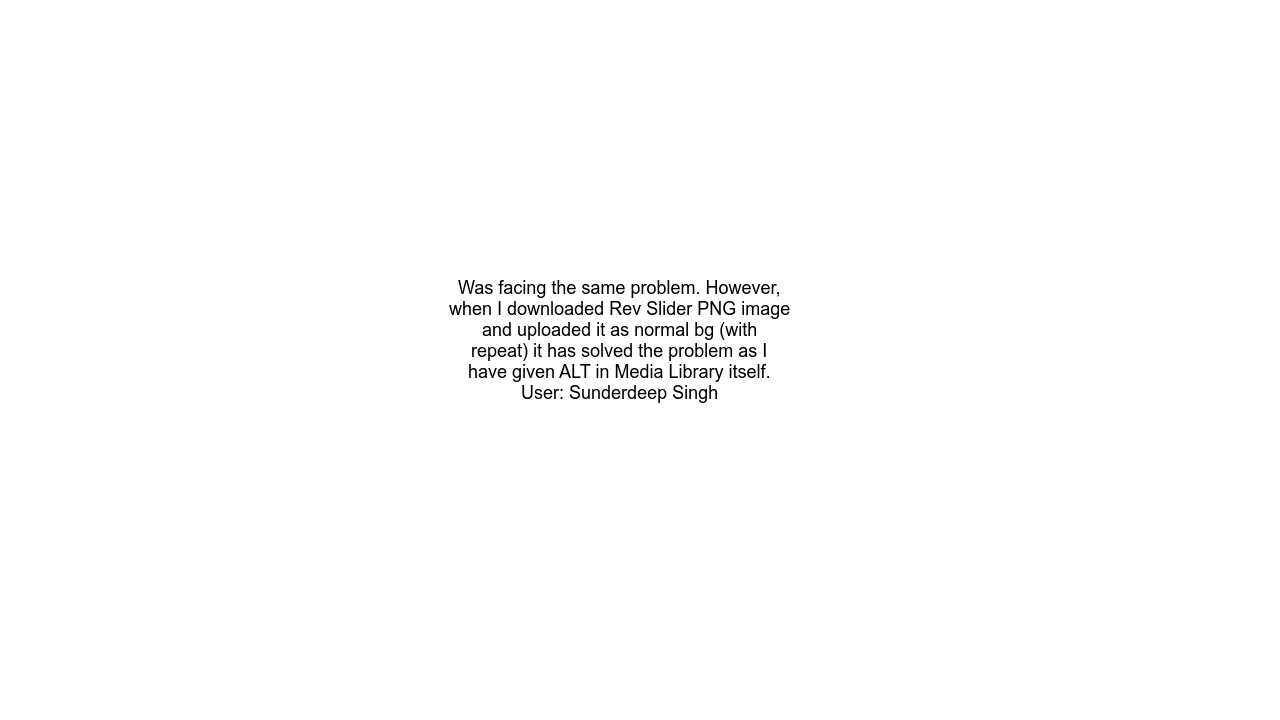 Was facing the same problem. However,
when I downloaded Rev Slider PNG image
and uploaded it as normal bg (with
repeat) it has solved the problem as I
have given ALT in Media Library itself.
User: Sunderdeep Singh